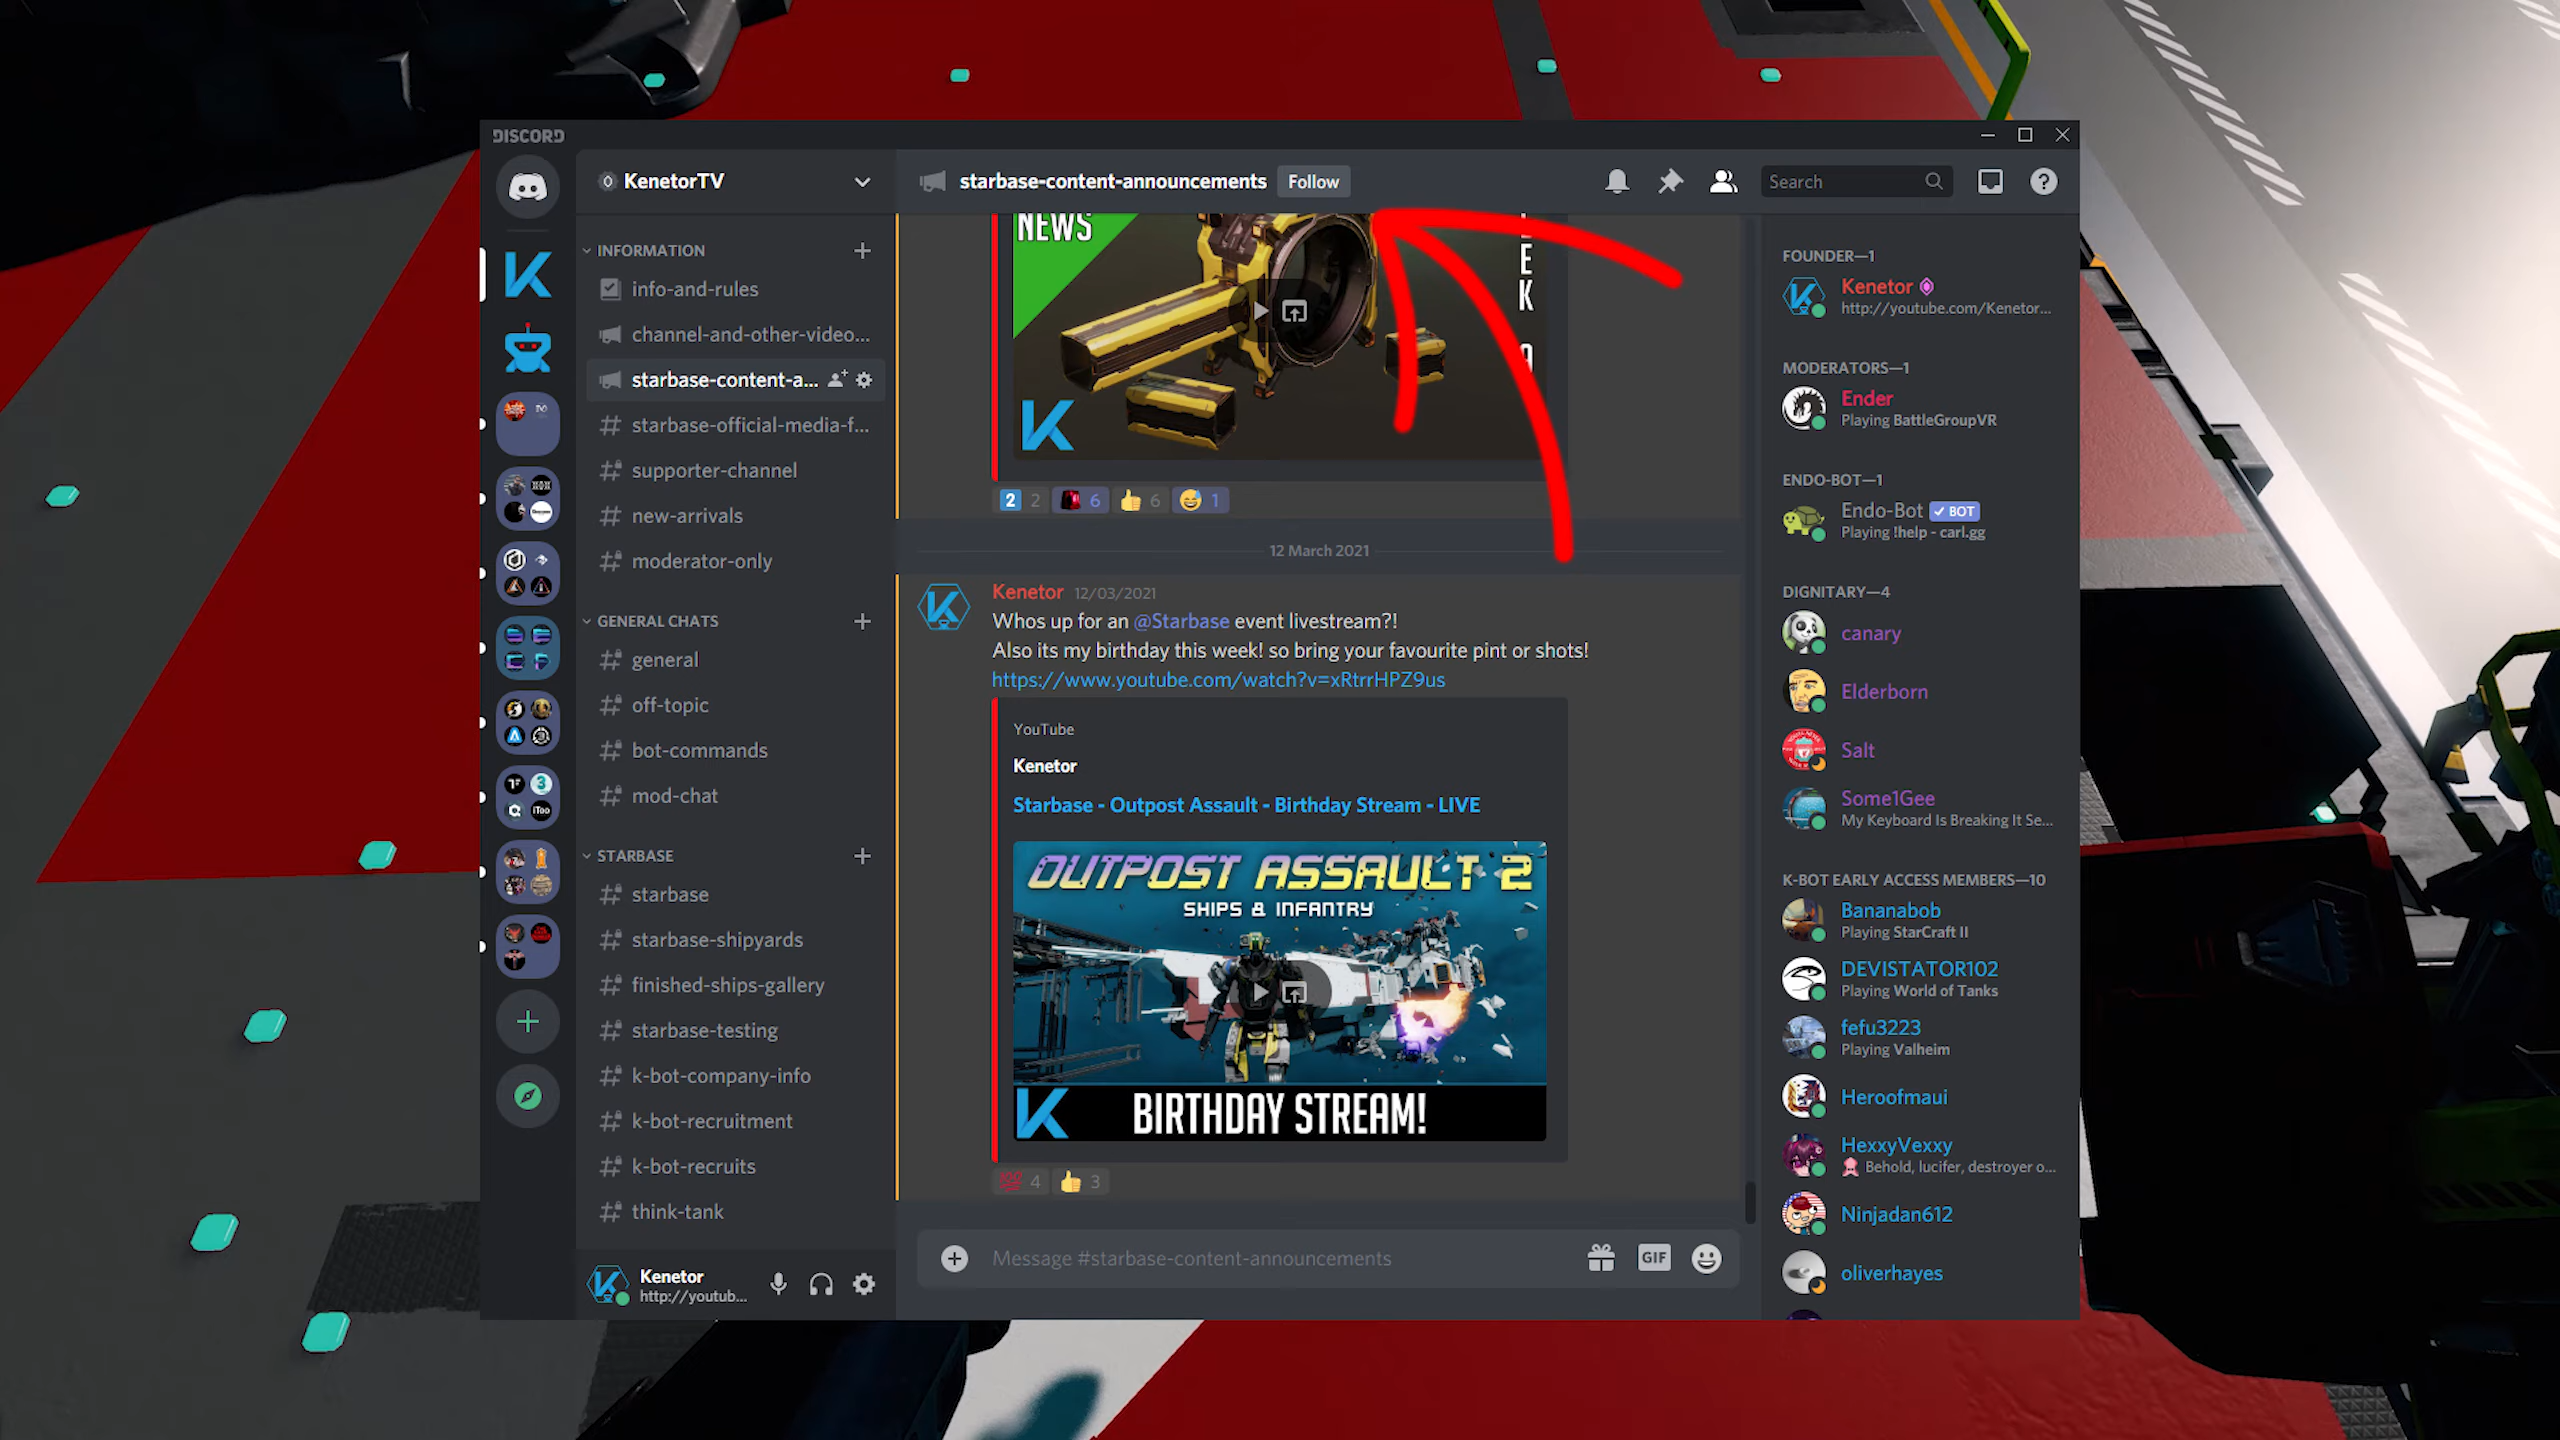 DISCORD
KenetorTV
INFORMATION
info-and-rules
channel-and-other-video...
starbase-content-a...
starbase-official-media-f...
supporter-channel
new-arrivals
moderator-only
GENERAL CHATS
general
off-topic
bot-commands
mod-chat
STARBASE
starbase
starbase-shipyards
finished-ships-gallery
starbase-testing
k-bot-company-info
k-bot-recruitment
k-bot-recruits
think-tank
Kenetor
http://youtub...
starbase-content-announcements Follow
Search
NEWS
EK
2 2 6 6 1
12 March 2021
Kenetor 12/03/2021
Whos up for an @Starbase event livestream?!
Also its my birthday this week! so bring your favourite pint or shots!
https://www.youtube.com/watch?v=xRtrrHPZ9us
YouTube
Kenetor
Starbase - Outpost Assault - Birthday Stream - LIVE
OUTPOST ASSAULT 2
SHIPS & INFANTRY
BIRTHDAY STREAM!
100 4 3
Message #starbase-content-announcements
GIF
FOUNDER—1
Kenetor
http://youtube.com/Kenetor...
MODERATORS—1
Ender
Playing BattleGroupVR
ENDO-BOT—1
Endo-Bot BOT
Playing !help - carl.gg
DIGNITARY—4
canary
Elderborn
Salt
Some1Gee
My Keyboard Is Breaking It Se...
K-BOT EARLY ACCESS MEMBERS—10
Bananabob
Playing StarCraft II
DEVISTATOR102
Playing World of Tanks
fefu3223
Playing Valheim
Heroofmaui
HexxyVexxy
Behold, lucifer, destroyer o...
Ninjadan612
oliverhayes